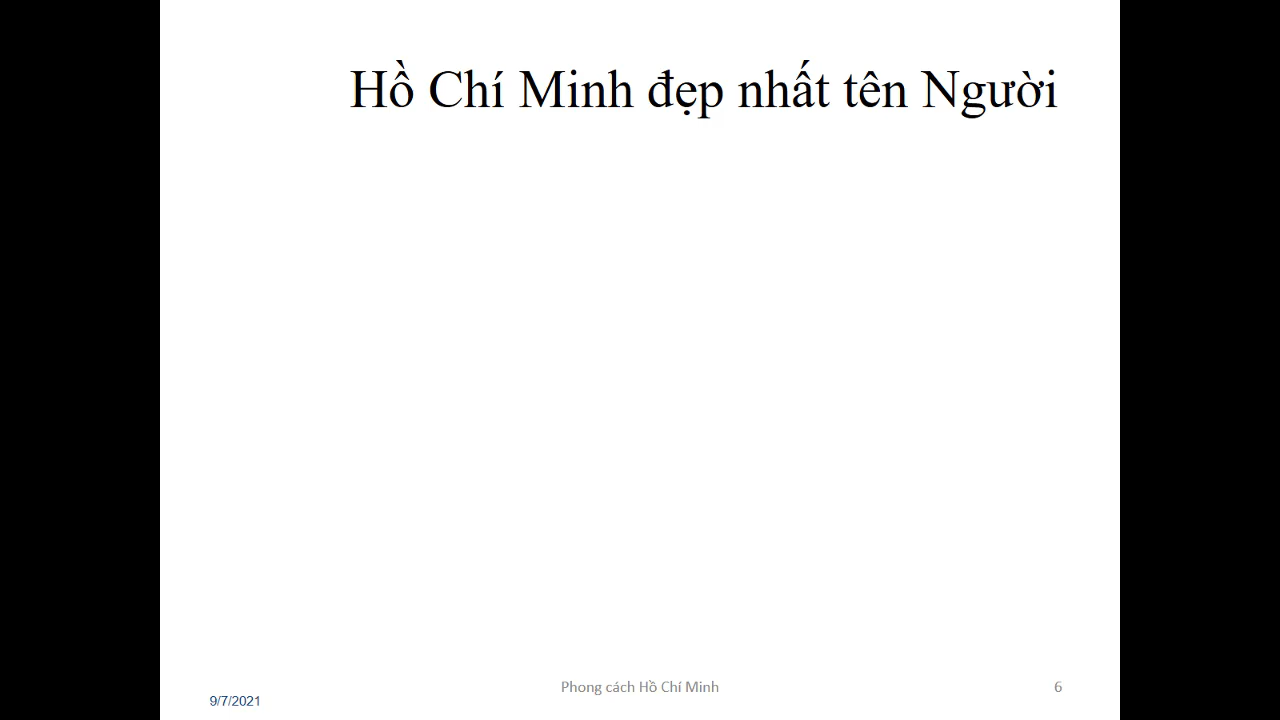 Hồ Chí Minh đẹp nhất tên Người
Phong cách Hồ Chí Minh
6
9/7/2021